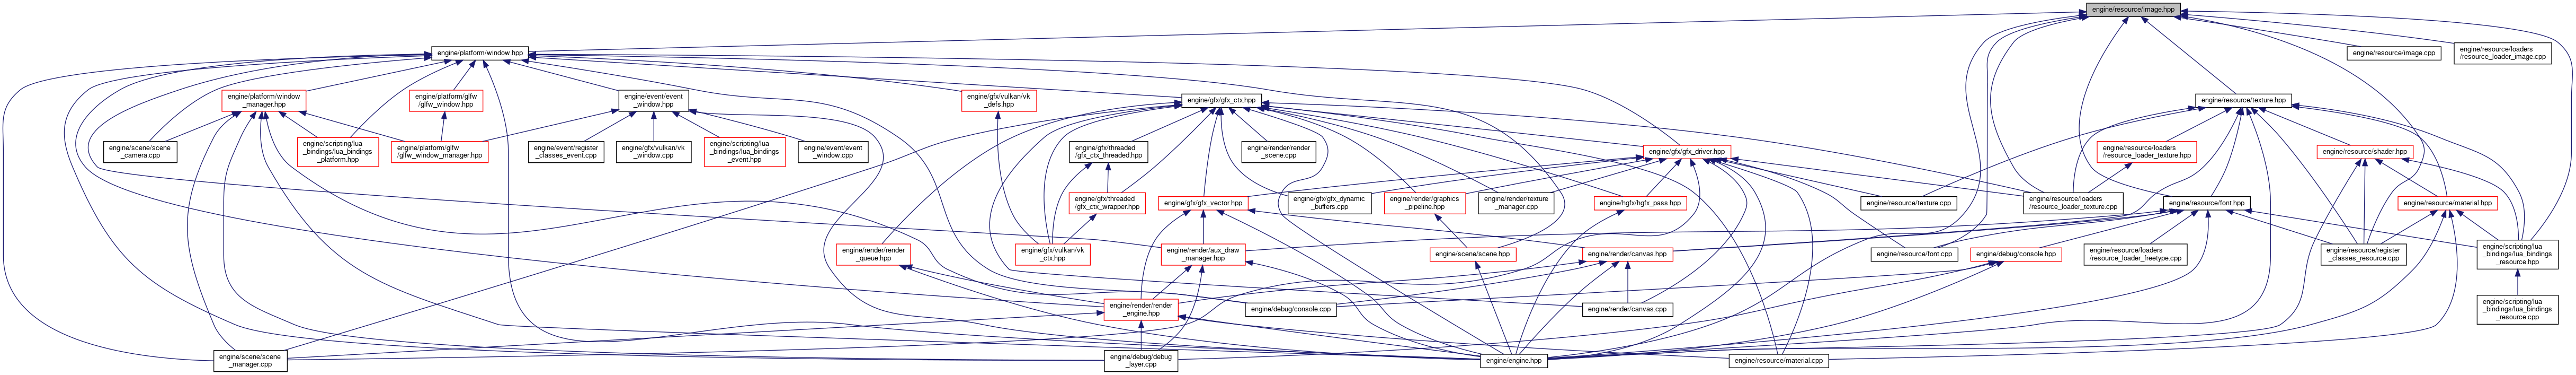 engine/resource/image.hpp
engine/platform/window.hpp
engine/resource/image.cpp
engine/resource/loaders
/resource_loader_image.cpp
engine/platform/window
_manager.hpp
engine/platform/glfw
/glfw_window.hpp
engine/event/event
_window.hpp
engine/gfx/vulkan/vk
_defs.hpp
engine/gfx/gfx_ctx.hpp
engine/resource/texture.hpp
engine/scene/scene
_camera.cpp
engine/scripting/lua
_bindings/lua_bindings
_platform.hpp
engine/platform/glfw
/glfw_window_manager.hpp
engine/event/register
_classes_event.cpp
engine/gfx/vulkan/vk
_window.cpp
engine/scripting/lua
_bindings/lua_bindings
_event.hpp
engine/event/event
_window.cpp
engine/gfx/threaded
/gfx_ctx_threaded.hpp
engine/render/render
_scene.cpp
engine/gfx/gfx_driver.hpp
engine/resource/loaders
/resource_loader_texture.hpp
engine/resource/shader.hpp
engine/gfx/threaded
/gfx_ctx_wrapper.hpp
engine/gfx/gfx_vector.hpp
engine/gfx/gfx_dynamic
_buffers.cpp
engine/render/graphics
_pipeline.hpp
engine/render/texture
_manager.cpp
engine/hgfx/hgfx_pass.hpp
engine/resource/texture.cpp
engine/resource/loaders
/resource_loader_texture.cpp
engine/resource/font.hpp
engine/resource/material.hpp
engine/render/render
_queue.hpp
engine/gfx/vulkan/vk
_ctx.hpp
engine/render/aux_draw
_manager.hpp
engine/scene/scene.hpp
engine/render/canvas.hpp
engine/resource/font.cpp
engine/debug/console.hpp
engine/resource/loaders
/resource_loader_freetype.cpp
engine/resource/register
_classes_resource.cpp
engine/scripting/lua
_bindings/lua_bindings
_resource.hpp
engine/render/render
_engine.hpp
engine/debug/console.cpp
engine/render/canvas.cpp
engine/scripting/lua
_bindings/lua_bindings
_resource.cpp
engine/scene/scene
_manager.cpp
engine/debug/debug
_layer.cpp
engine/engine.hpp
engine/resource/material.cpp